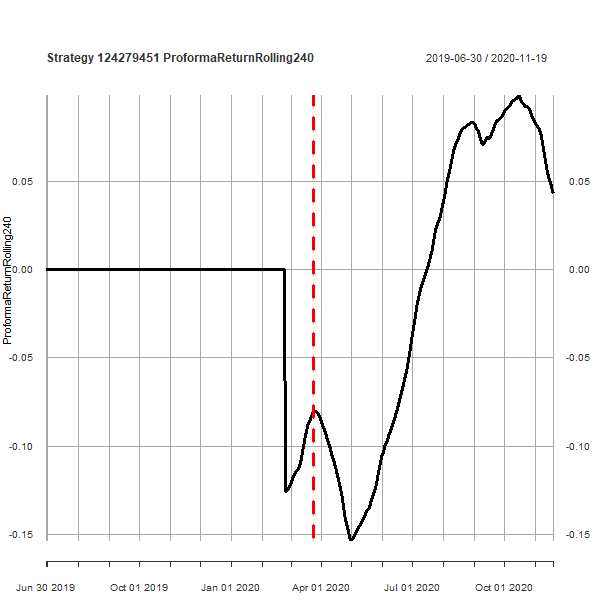 Strategy 124279451 ProformaReturnRolling240
2019-06-30 / 2020-11-19
ProformaReturnRolling240
0.05
0.00
-0.05
-0.10
-0.15
0.05
0.00
-0.05
-0.10
-0.15
Jun 30 2019
Oct 01 2019
Jan 01 2020
Apr 01 2020
Jul 01 2020
Oct 01 2020